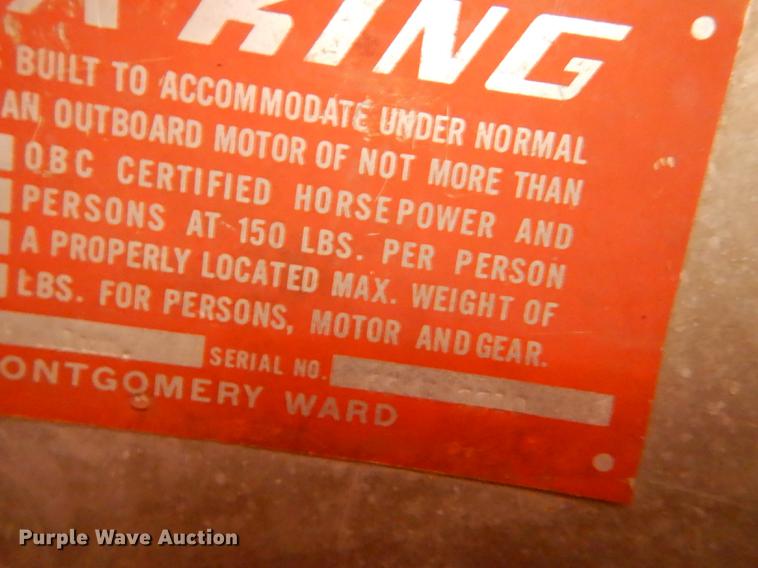 KING
BUILT TO ACCOMMODATE UNDER NORMAL
AN OUTBOARD MOTOR OF NOT MORE THAN
OBC CERTIFIED HORSEPOWER AND
PERSONS AT 150 LBS. PER PERSON
A PROPERLY LOCATED MAX. WEIGHT OF
LBS. FOR PERSONS, MOTOR AND GEAR.
SERIAL NO.
ONTGOMERY WARD
Purple Wave Auction